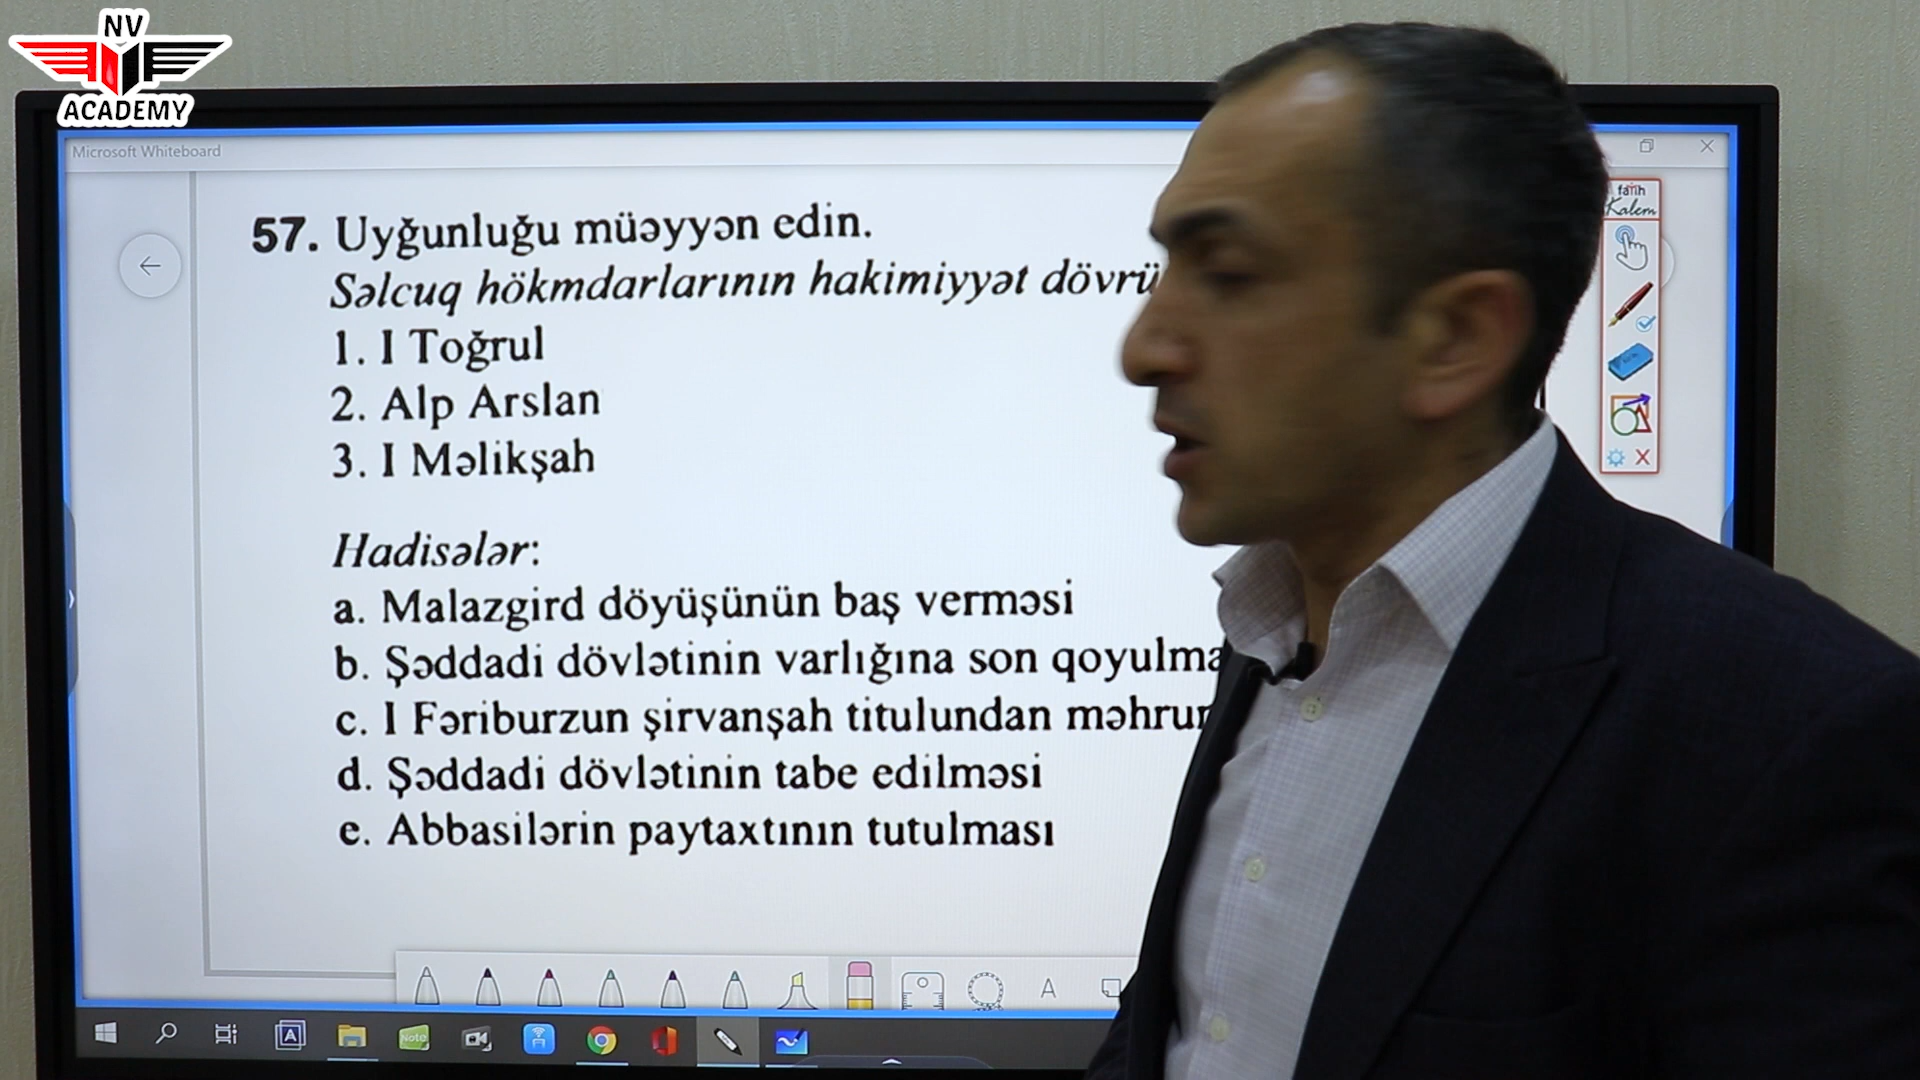 NV
ACADEMY
Microsoft Whiteboard
fatih
Kalem
57. Uyğunluğu müəyyən edin.
Səlcuq hökmdarlarının hakimiyyət dövrü
1. I Toğrul
2. Alp Arslan
3. I Məlikşah
Hadisələr:
a. Malazgird döyüşünün baş verməsi
b. Şəddadi dövlətinin varlığına son
c. I Fəriburzun şirvanşah titulundan
d. Şəddadi dövlətinin tabe edilməsi
e. Abbasilərin paytaxtının tutulması
A
A
Note